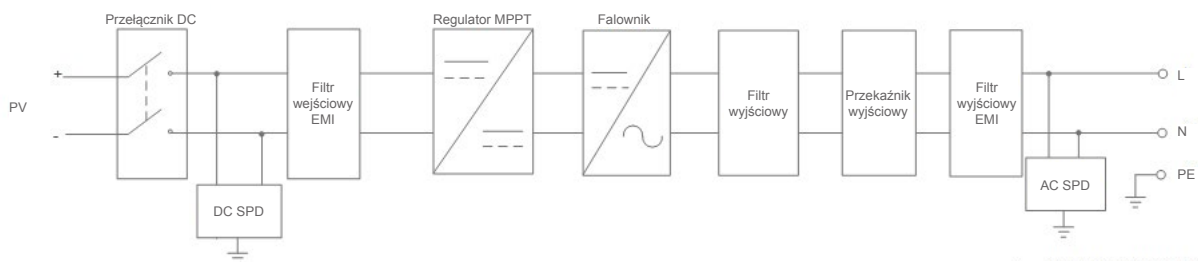 Przełącznik DC
Regulator MPPT
Falownik
PV
+
-
Filtr
wejściowy
EMI
DC SPD
Filtr
wyjściowy
Przekaźnik
wyjściowy
Filtr
wyjściowy
EMI
AC SPD
L
N
PE